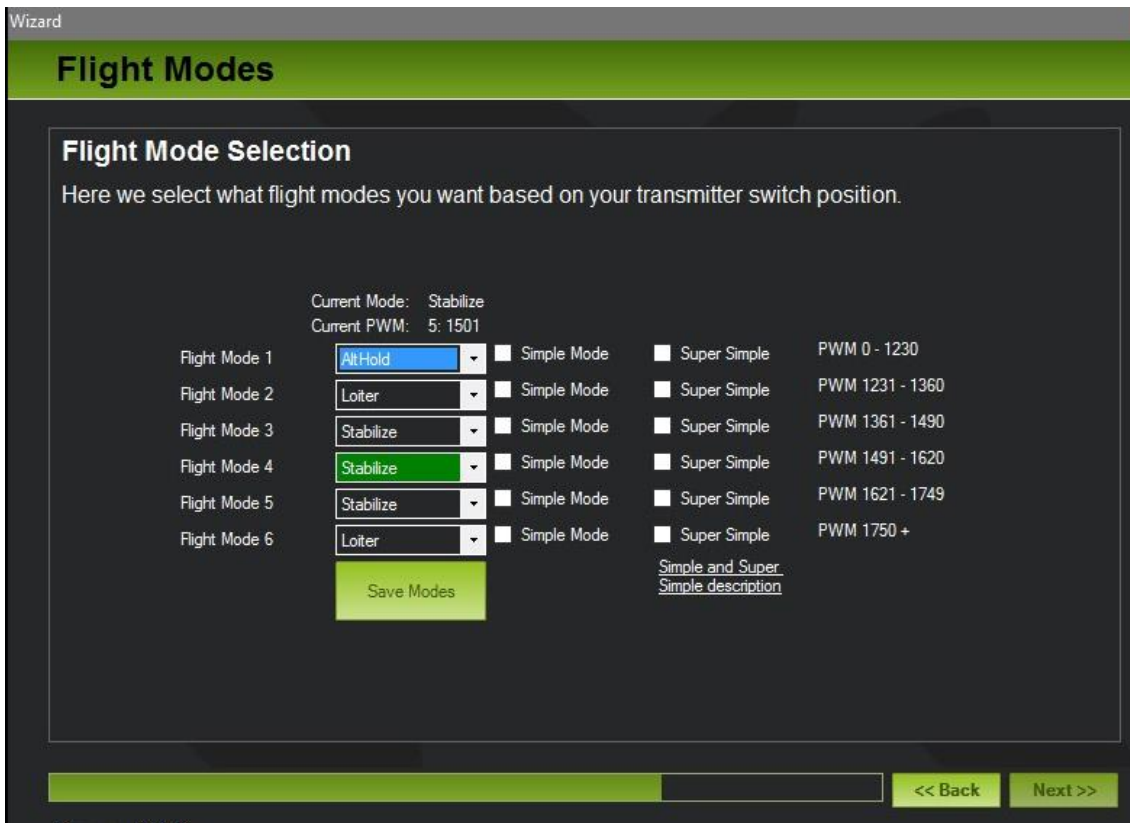 Wizard
Flight Modes
Flight Mode Selection
Here we select what flight modes you want based on your transmitter switch position.
Current Mode: Stabilize
Current PWM: 5: 1501
Flight Mode 1 AltHold Simple Mode Super Simple PWM 0 - 1230
Flight Mode 2 Loiter Simple Mode Super Simple PWM 1231 - 1360
Flight Mode 3 Stabilize Simple Mode Super Simple PWM 1361 - 1490
Flight Mode 4 Stabilize Simple Mode Super Simple PWM 1491 - 1620
Flight Mode 5 Stabilize Simple Mode Super Simple PWM 1621 - 1749
Flight Mode 6 Loiter Simple Mode Super Simple PWM 1750 +
Save Modes
Simple and Super
Simple description
<< Back Next >>